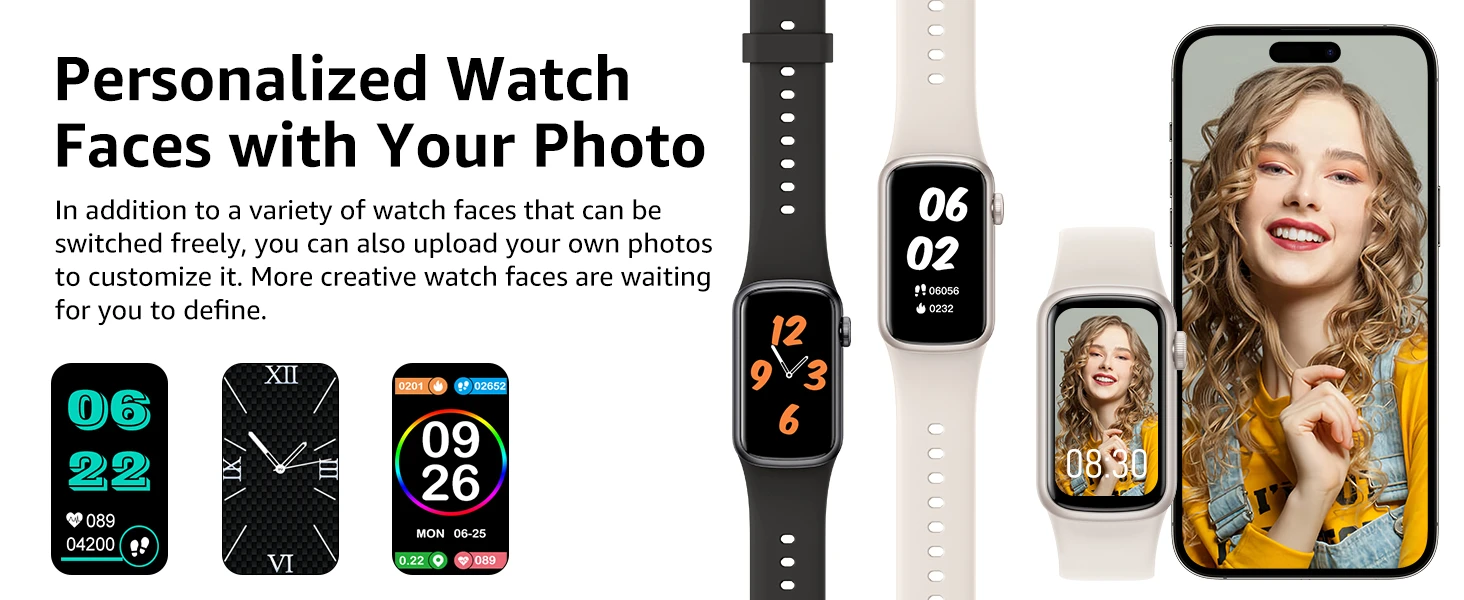 Personalized Watch
Faces with Your Photo
In addition to a variety of watch faces that can be
switched freely, you can also upload your own photos
to customize it. More creative watch faces are waiting
for you to define.
06
22
089
04200
XII
IX
III
VI
0201
02652
09
26
MON 06-25
0.22
089
12
9
3
6
06
02
06056
0232
08:30